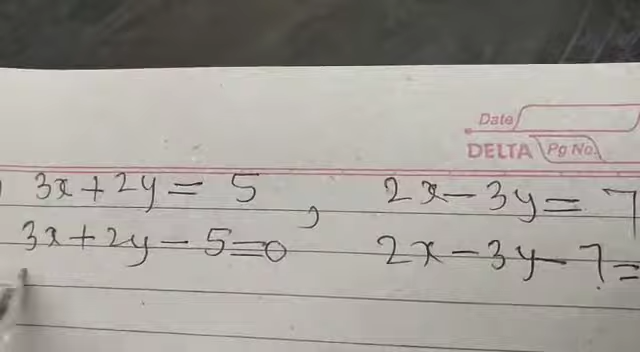 Date
DELTA Pg No.
) 3x + 2y = 5 , 2x - 3y = 7
3x + 2y - 5 = 0 2x - 3y - 7 =